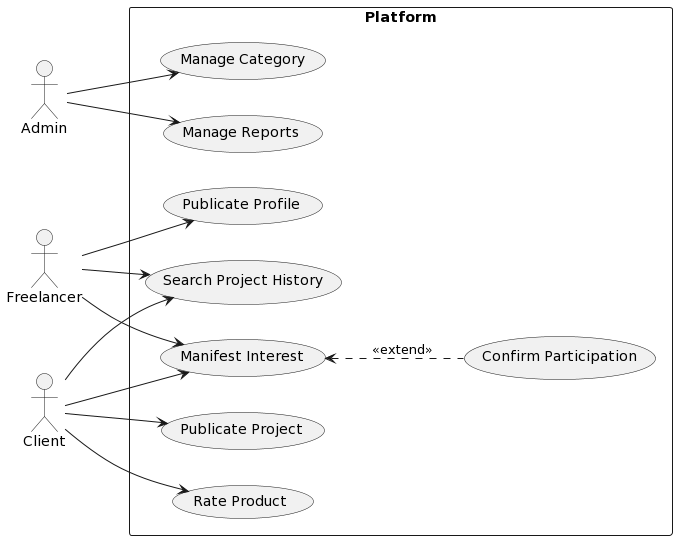 Platform
Manage Category
Admin
Manage Reports
Publicate Profile
Freelancer
Search Project History
Manifest Interest
«extend»
Confirm Participation
Client
Publicate Project
Rate Product